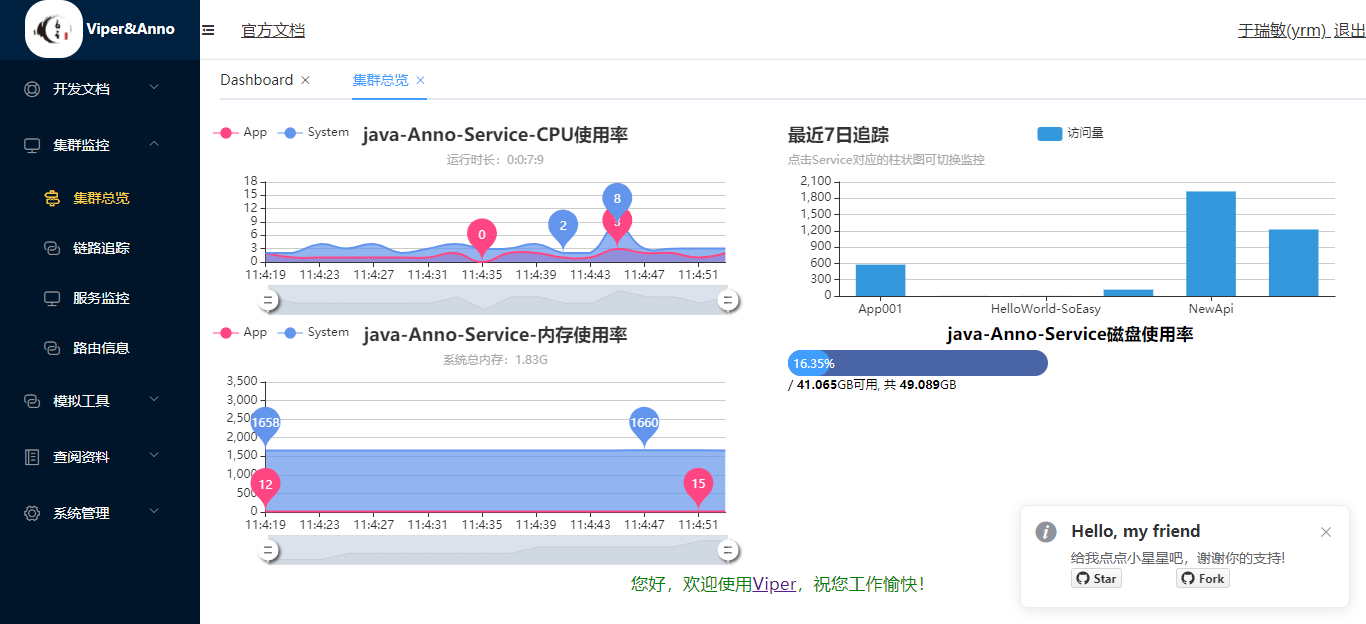 Viper&Anno
官方文档
于瑞敏(yrm) 退出
开发文档
集群监控
集群总览
链路追踪
服务监控
路由信息
模拟工具
查阅资料
系统管理
Dashboard ×
集群总览 ×
App System
java-Anno-Service-CPU使用率
运行时长：0:0:7:9
18
15
12
9
6
3
0
0
2
8
3
11:4:19 11:4:23 11:4:27 11:4:31 11:4:35 11:4:39 11:4:43 11:4:47 11:4:51
App System
java-Anno-Service-内存使用率
系统总内存：1.83G
3,500
3,000
2,500
2,000
1,500
1,000
500
0
1658
1660
12
15
11:4:19 11:4:23 11:4:27 11:4:31 11:4:35 11:4:39 11:4:43 11:4:47 11:4:51
最近7日追踪
点击Service对应的柱状图可切换监控
访问量
2,100
1,800
1,500
1,200
900
600
300
0
App001 HelloWorld-SoEasy NewApi
java-Anno-Service磁盘使用率
16.35%
/ 41.065GB可用, 共 49.089GB
Hello, my friend
给我点点小星星吧，谢谢你的支持!
Star Fork
您好，欢迎使用Viper，祝您工作愉快！